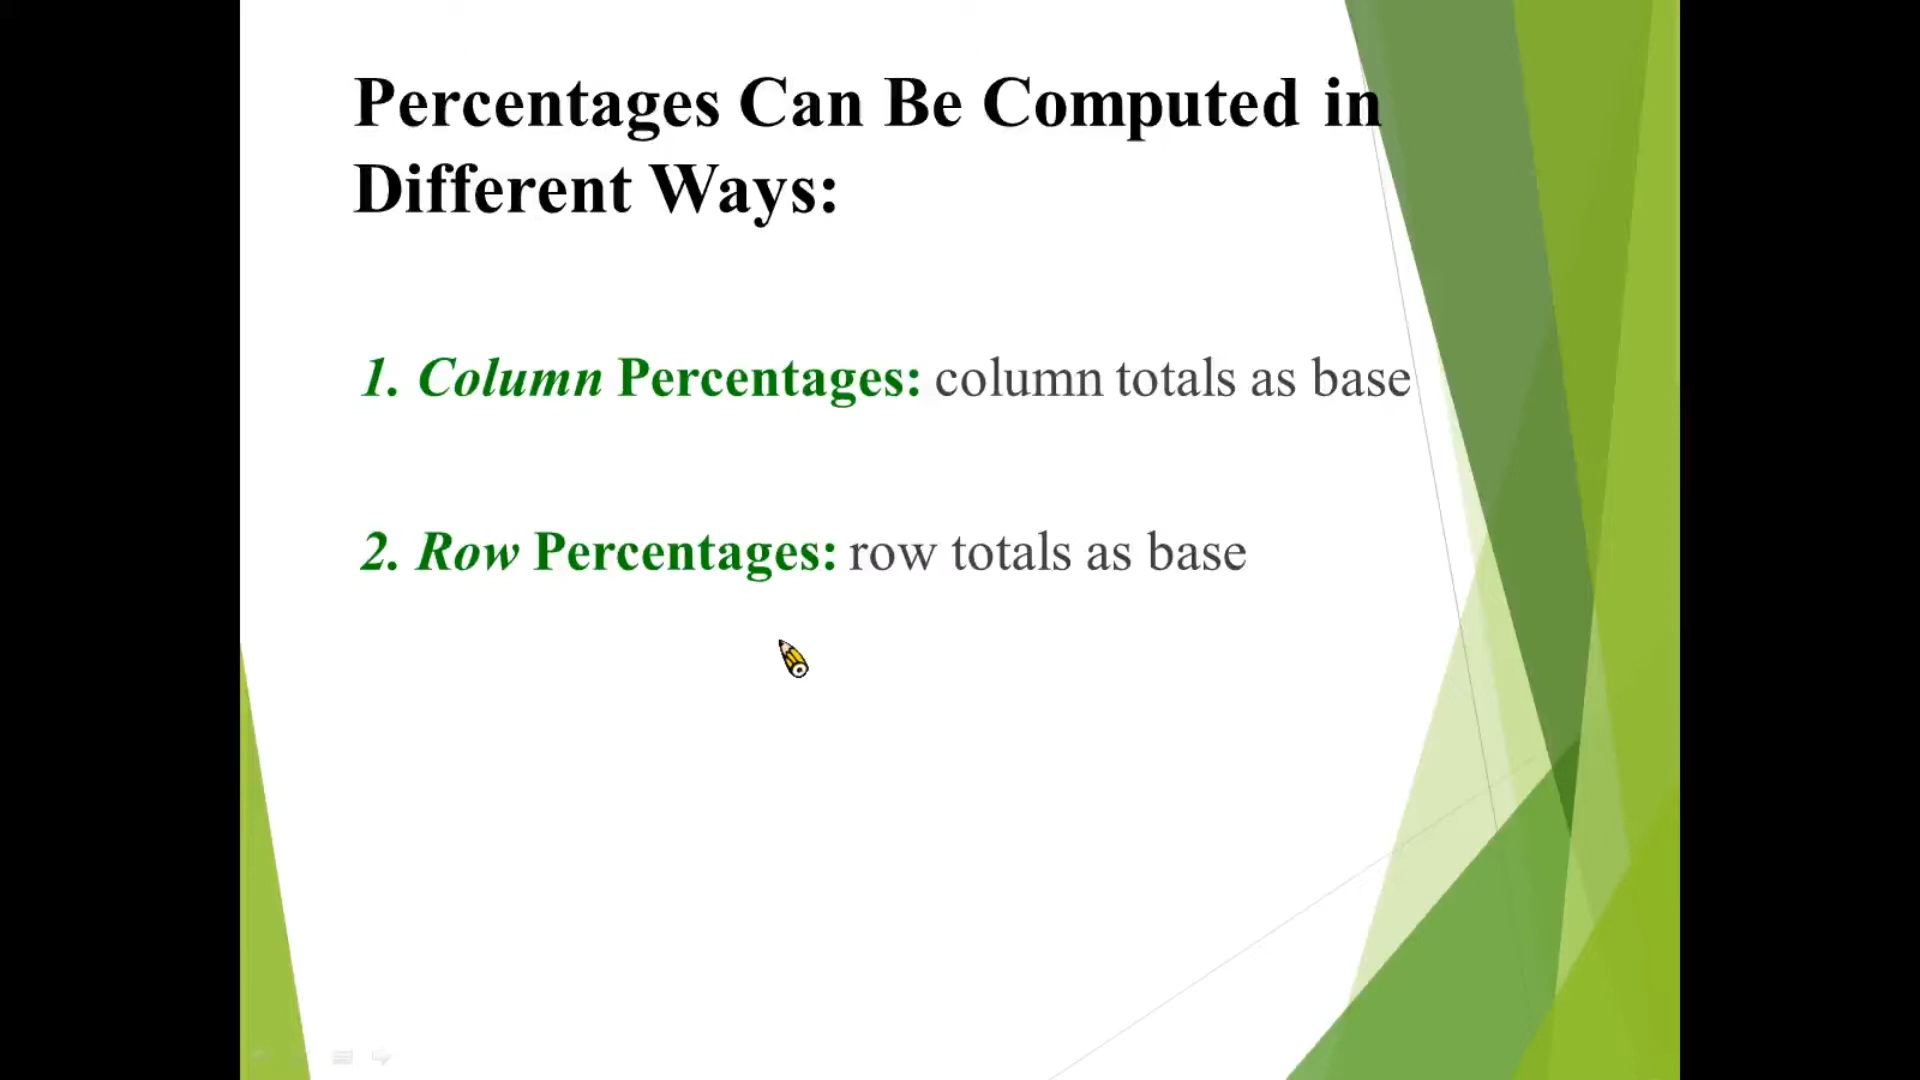 Percentages Can Be Computed in
Different Ways:
1. Column Percentages: column totals as base
2. Row Percentages: row totals as base